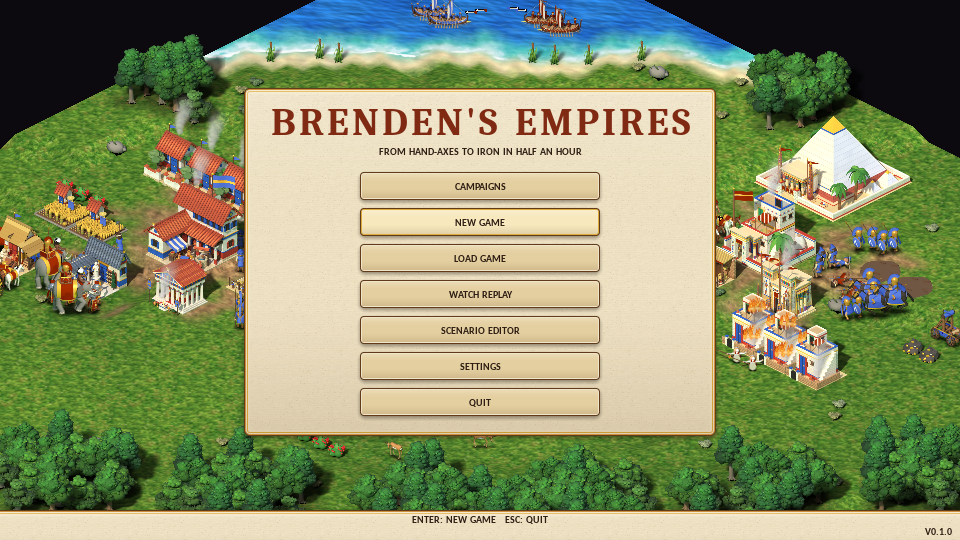 BRENDEN'S EMPIRES
FROM HAND-AXES TO IRON IN HALF AN HOUR
CAMPAIGNS
NEW GAME
LOAD GAME
WATCH REPLAY
SCENARIO EDITOR
SETTINGS
QUIT
ENTER: NEW GAME ESC: QUIT
V0.1.0